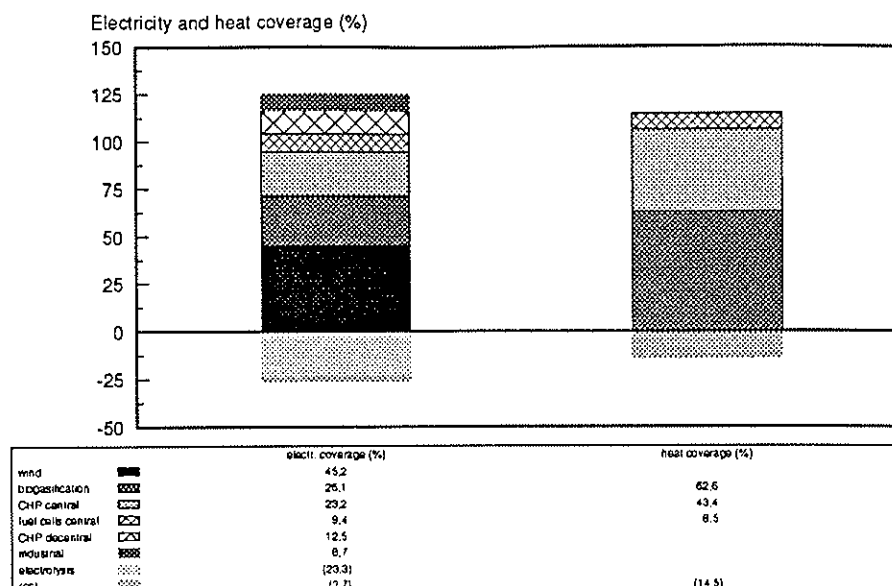 Electricity and heat coverage (%)
150
125
100
75
50
25
0
-25
-50
electr. coverage (%) heat coverage (%)
wind 45,2
biogasification 26,1 62,6
CHP central 23,2 43,4
fuel cells central 9,4 8,5
CHP decentral 12,5
industrial 8,7
electrolysis (23,3)
(14,5)